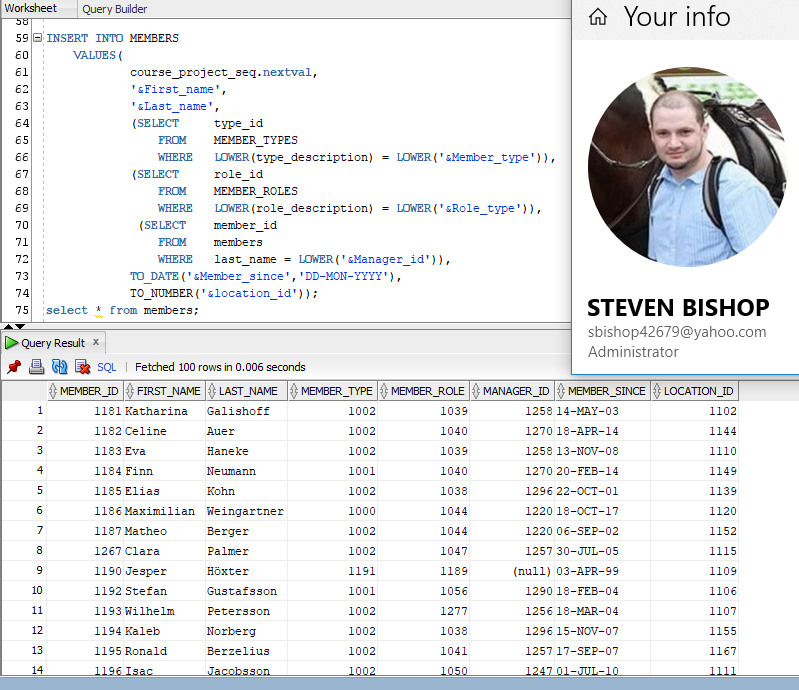 Worksheet Query Builder
58
59 INSERT INTO MEMBERS
60 VALUES(
61 course_project_seq.nextval,
62 '&First_name',
63 '&Last_name',
64 (SELECT type_id
65 FROM MEMBER_TYPES
66 WHERE LOWER(type_description) = LOWER('&Member_type')),
67 (SELECT role_id
68 FROM MEMBER_ROLES
69 WHERE LOWER(role_description) = LOWER('&Role_type')),
70 (SELECT member_id
71 FROM members
72 WHERE last_name = LOWER('&Manager_id')),
73 TO_DATE('&Member_since','DD-MON-YYYY'),
74 TO_NUMBER('&location_id'));
75 select * from members;
Your info
STEVEN BISHOP
sbishop42679@yahoo.com
Administrator
Query Result x
SQL | Fetched 100 rows in 0.006 seconds
MEMBER_ID FIRST_NAME LAST_NAME MEMBER_TYPE MEMBER_ROLE MANAGER_ID MEMBER_SINCE LOCATION_ID
1 1181 Katharina Galishoff 1002 1039 1258 14-MAY-03 1102
2 1182 Celine Auer 1002 1040 1270 18-APR-14 1144
3 1183 Eva Haneke 1002 1039 1258 13-NOV-08 1110
4 1184 Finn Neumann 1001 1040 1270 20-FEB-14 1149
5 1185 Elias Kohn 1002 1038 1296 22-OCT-01 1139
6 1186 Maximilian Weingartner 1000 1044 1220 18-OCT-17 1120
7 1187 Matheo Berger 1002 1044 1220 06-SEP-02 1152
8 1267 Clara Palmer 1002 1047 1257 30-JUL-05 1115
9 1190 Jesper Höxter 1191 1189 (null) 03-APR-99 1109
10 1192 Stefan Gustafsson 1001 1056 1290 18-FEB-04 1106
11 1193 Wilhelm Petersson 1002 1277 1256 18-MAR-04 1107
12 1194 Kaleb Norberg 1002 1038 1296 15-NOV-07 1155
13 1195 Ronald Berzelius 1002 1041 1257 17-SEP-07 1167
14 1196 Isac Jacobsson 1002 1050 1247 01-JUL-10 1111